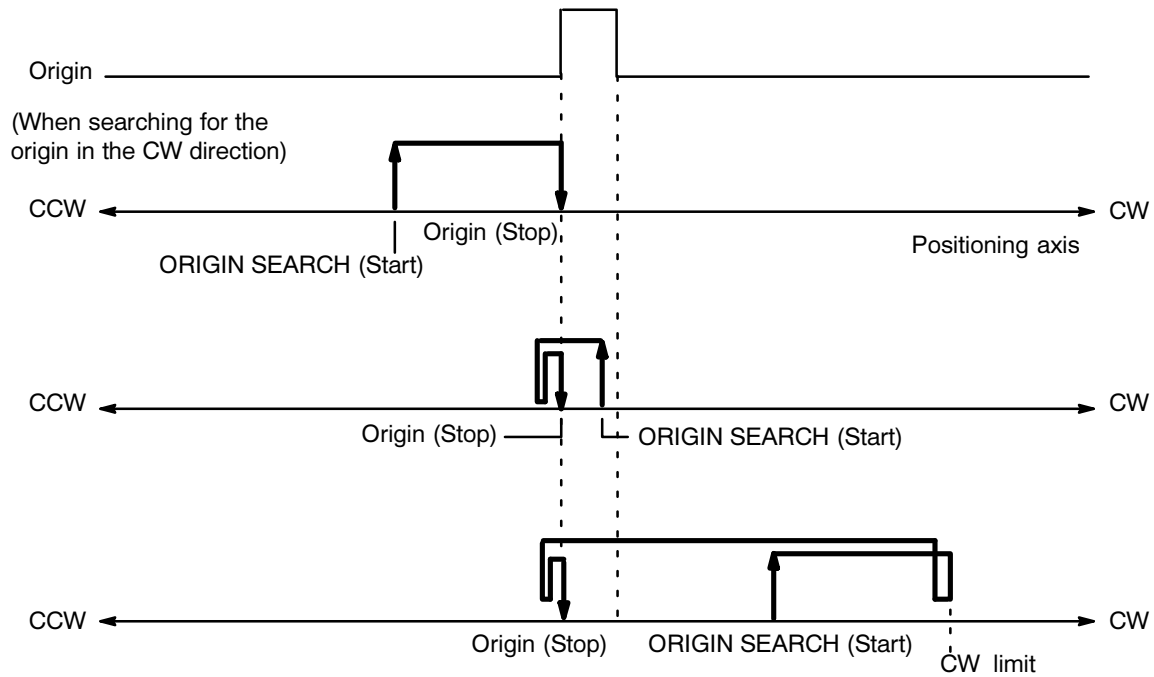 Origin
(When searching for the
origin in the CW direction)
CCW
CW
Origin (Stop)
Positioning axis
ORIGIN SEARCH (Start)
CCW
CW
Origin (Stop)
ORIGIN SEARCH (Start)
CCW
CW
Origin (Stop)
ORIGIN SEARCH (Start)
CW limit